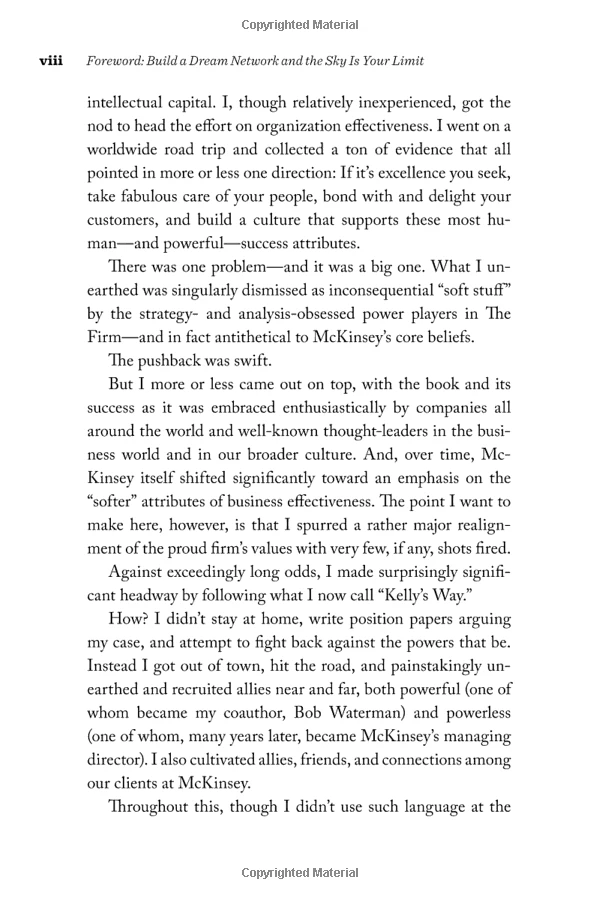 Copyrighted Material
viii Foreword: Build a Dream Network and the Sky Is Your Limit
intellectual capital. I, though relatively inexperienced, got the
nod to head the effort on organization effectiveness. I went on a
worldwide road trip and collected a ton of evidence that all
pointed in more or less one direction: If it’s excellence you seek,
take fabulous care of your people, bond with and delight your
customers, and build a culture that supports these most hu-
man—and powerful—success attributes.
There was one problem—and it was a big one. What I un-
earthed was singularly dismissed as inconsequential “soft stuff”
by the strategy- and analysis-obsessed power players in The
Firm—and in fact antithetical to McKinsey’s core beliefs.
The pushback was swift.
But I more or less came out on top, with the book and its
success as it was embraced enthusiastically by companies all
around the world and well-known thought-leaders in the busi-
ness world and in our broader culture. And, over time, Mc-
Kinsey itself shifted significantly toward an emphasis on the
“softer” attributes of business effectiveness. The point I want to
make here, however, is that I spurred a rather major realign-
ment of the proud firm’s values with very few, if any, shots fired.
Against exceedingly long odds, I made surprisingly signifi-
cant headway by following what I now call “Kelly’s Way.”
How? I didn’t stay at home, write position papers arguing
my case, and attempt to fight back against the powers that be.
Instead I got out of town, hit the road, and painstakingly un-
earthed and recruited allies near and far, both powerful (one of
whom became my coauthor, Bob Waterman) and powerless
(one of whom, many years later, became McKinsey’s managing
director). I also cultivated allies, friends, and connections among
our clients at McKinsey.
Throughout this, though I didn’t use such language at the
Copyrighted Material